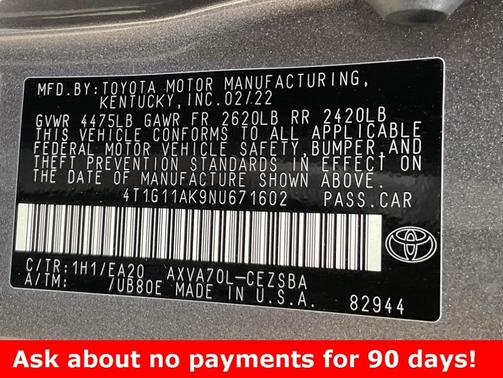 MFD.BY:TOYOTA MOTOR MANUFACTURING,
KENTUCKY, INC. 02/22
GVWR 4475LB GAWR FR 2620LB RR 2420LB
THIS VEHICLE CONFORMS TO ALL APPLICABLE
FEDERAL MOTOR VEHICLE SAFETY, BUMPER, AND
THEFT PREVENTION STANDARDS IN EFFECT ON
THE DATE OF MANUFACTURE SHOWN ABOVE.
4T1G11AK9NU671602 PASS.CAR
C/TR:1H1/EA20 AXVA70L-CEZSBA
A/TM: 7UB80E MADE IN U.S.A.
82944
Ask about no payments for 90 days!